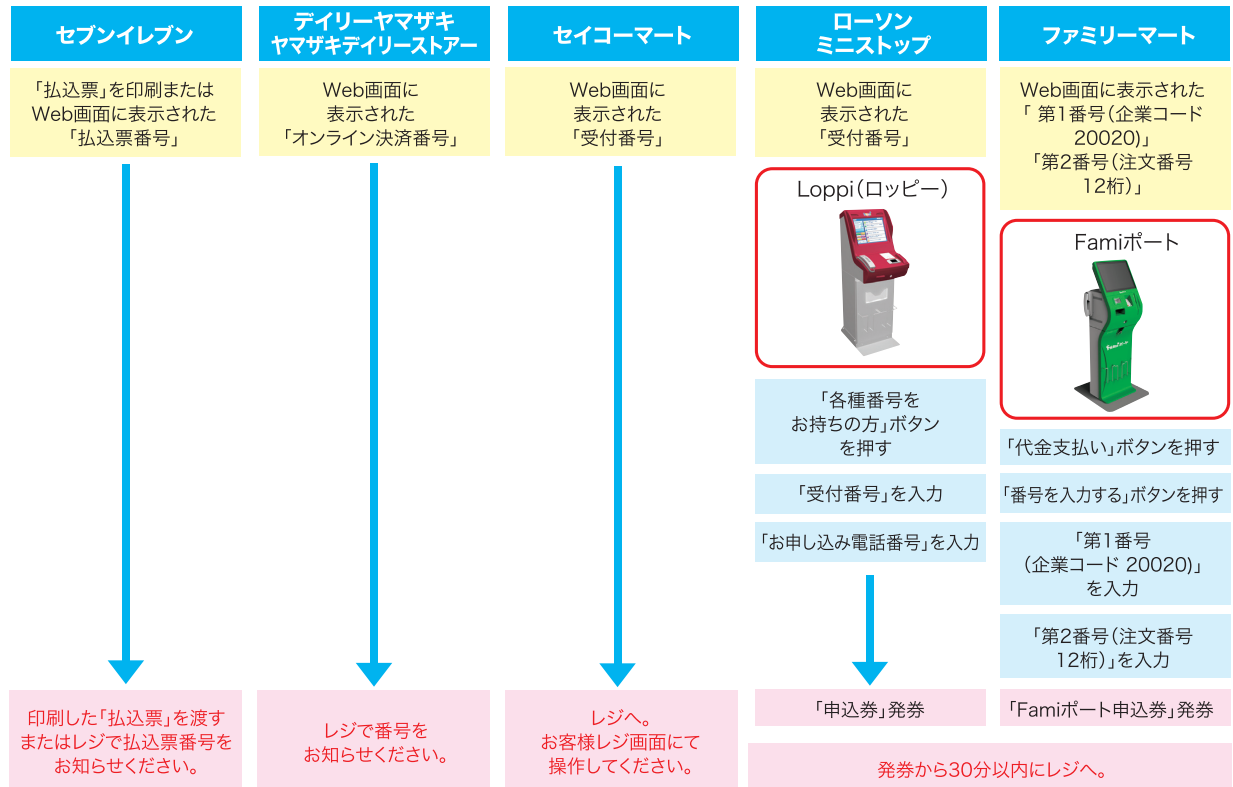 セブンイレブン
「払込票」を印刷または
Web画面に表示された
「払込票番号」
印刷した「払込票」を渡す
またはレジで払込票番号を
お知らせください。
デイリーヤマザキ
ヤマザキデイリーストアー
Web画面に
表示された
「オンライン決済番号」
レジで番号を
お知らせください。
セイコーマート
Web画面に
表示された
「受付番号」
レジへ。
お客様レジ画面にて
操作してください。
ローソン
ミニストップ
Web画面に
表示された
「受付番号」
Loppi（ロッピー）
「各種番号を
お持ちの方」ボタン
を押す
「受付番号」を入力
「お申し込み電話番号」を入力
「申込券」発券
ファミリーマート
Web画面に表示された
「 第1番号（企業コード
20020)」
「第2番号（注文番号
12桁）」
Famiポート
Famiポート
「代金支払い」ボタンを押す
「番号を入力する」ボタンを押す
「第1番号
（企業コード 20020)」
を入力
「第2番号（注文番号
12桁）」を入力
「Famiポート申込券」発券
発券から30分以内にレジへ。